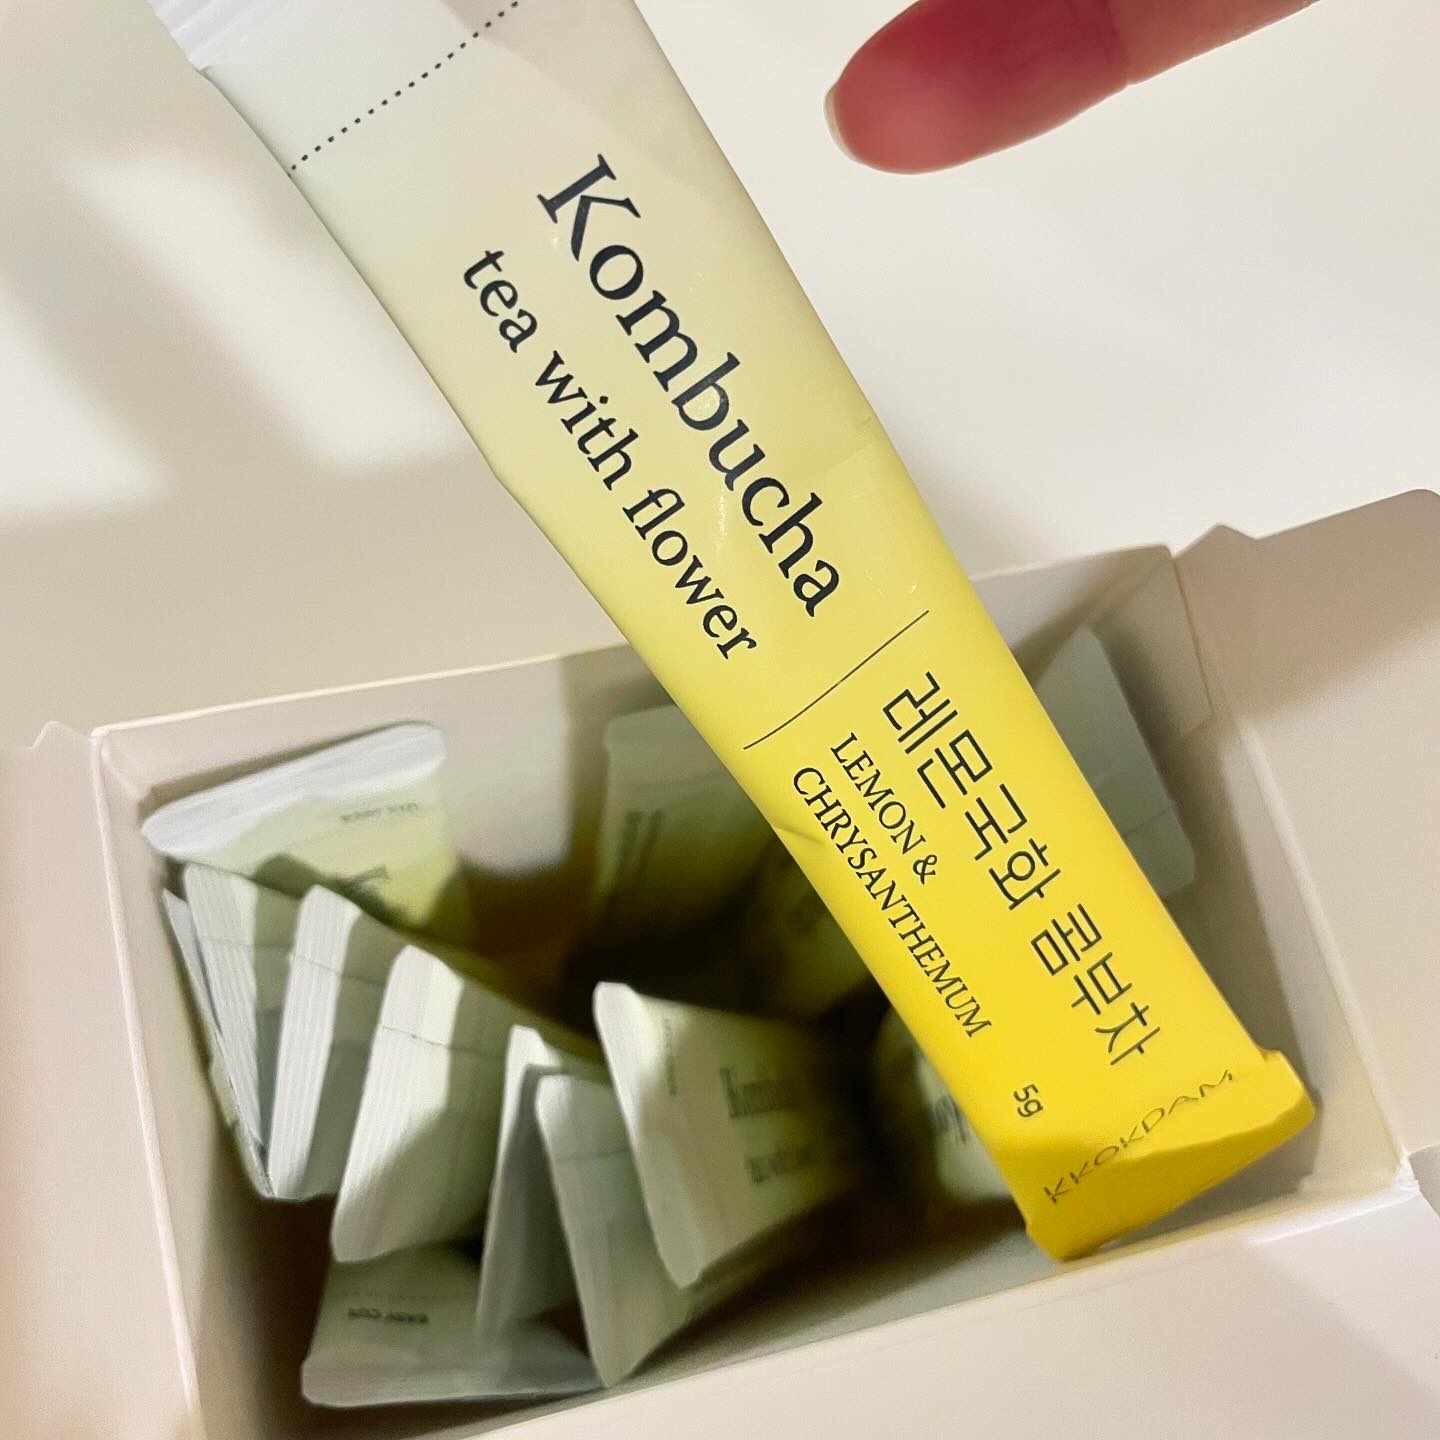 Kombucha
tea with flower
레몬국화 콤부차
LEMON &
CHRYSANTHEMUM
5g
KKOKDAM